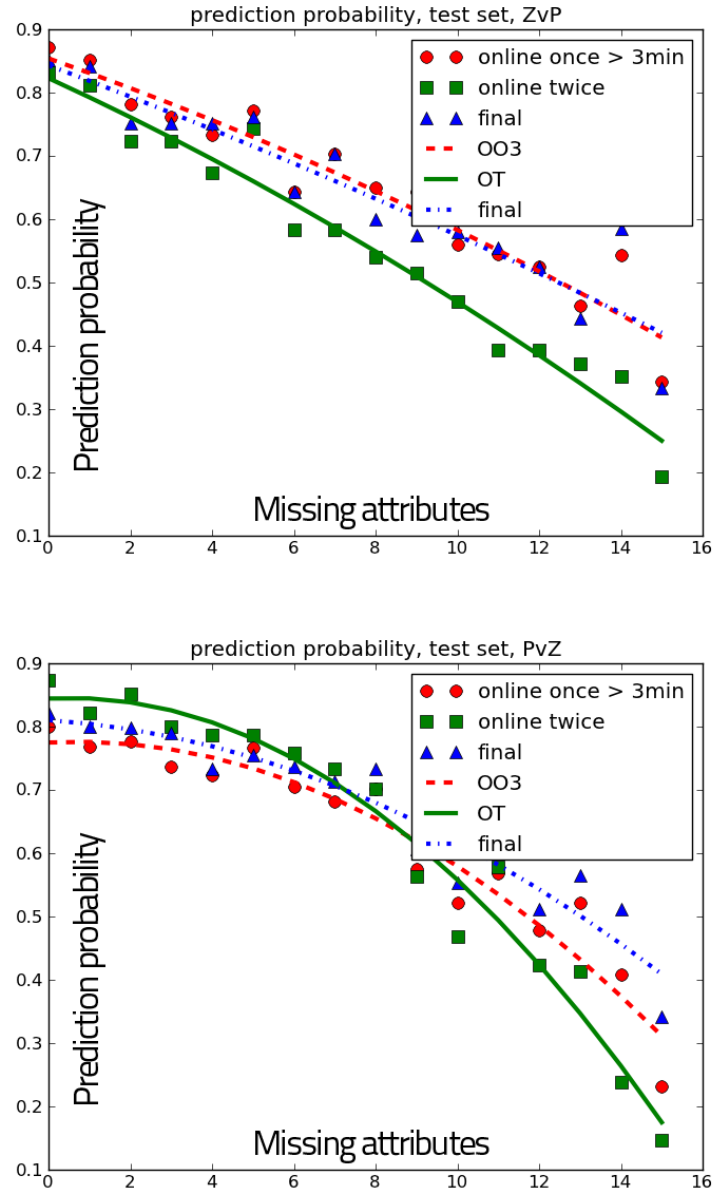 prediction probability, test set, ZvP
0.9
0.8
0.7
0.6
0.5
0.4
0.3
0.2
0.1
Prediction probability
online once > 3min
online twice
final
OO3
OT
final
Missing attributes
0 2 4 6 8 10 12 14 16
prediction probability, test set, PvZ
0.9
0.8
0.7
0.6
0.5
0.4
0.3
0.2
0.1
Prediction probability
online once > 3min
online twice
final
OO3
OT
final
Missing attributes
0 2 4 6 8 10 12 14 16